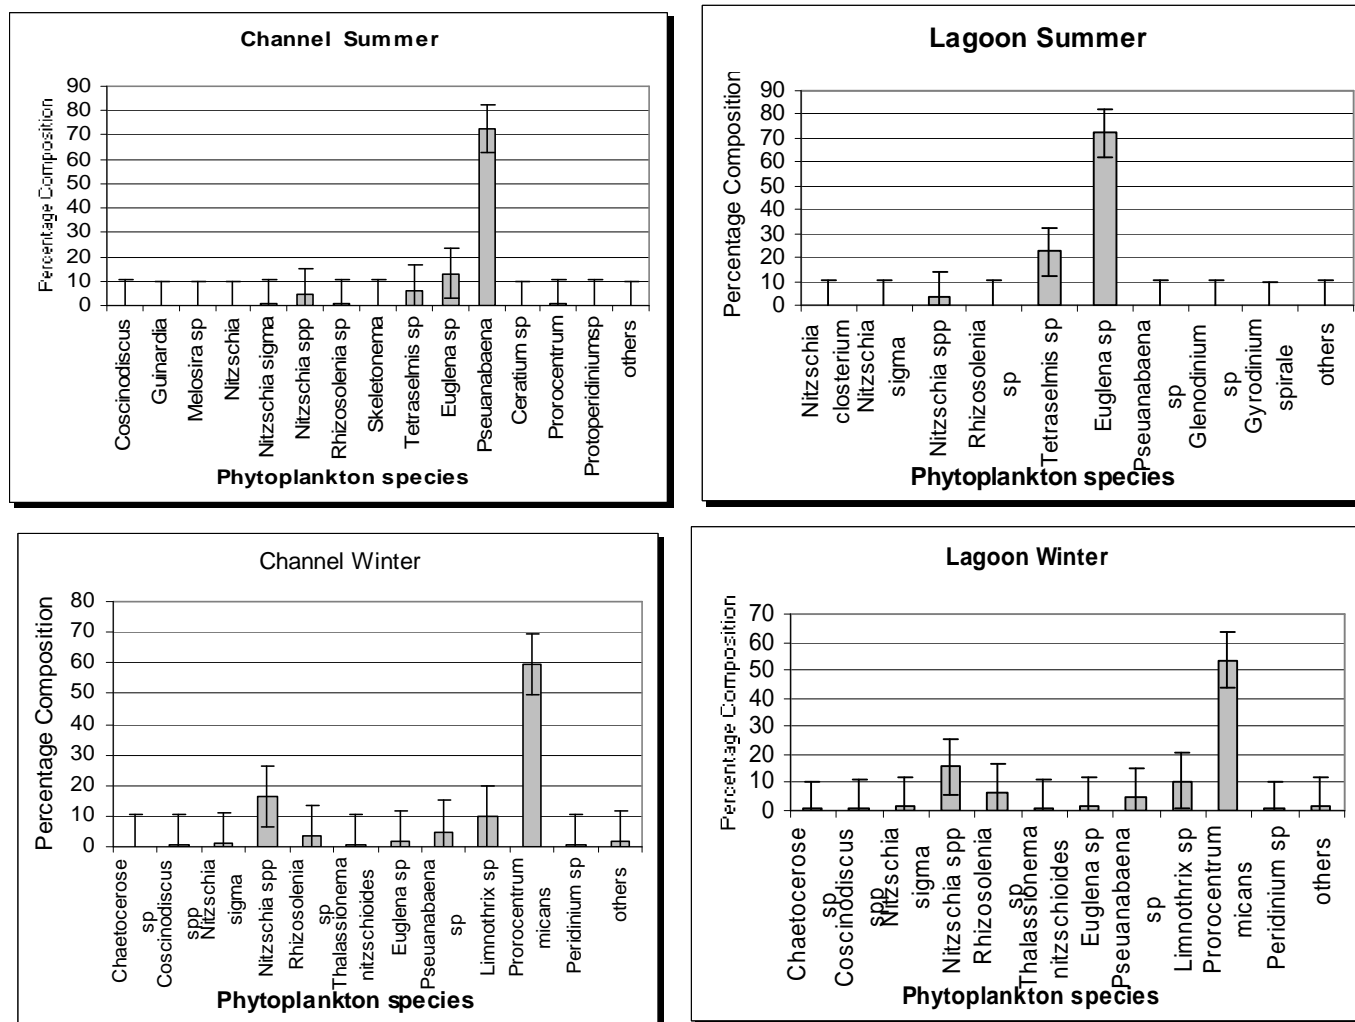 Channel Summer
Percentage Composition
90
80
70
60
50
40
30
20
10
0
Coscinodiscus
Guinardia
Melosira sp
Nitzschia
Nitzschia sigma
Nitzschia spp
Rhizosolenia sp
Skeletonema
Tetraselmis sp
Euglena sp
Pseuanabaena
Ceratium sp
Prorocentrum
Protoperidiniumsp
others
Phytoplankton species
Lagoon Summer
Percentage Composition
90
80
70
60
50
40
30
20
10
0
Nitzschia
closterium
Nitzschia
sigma
Nitzschia spp
Rhizosolenia
sp
Tetraselmis sp
Euglena sp
Pseuanabaena
sp
Glenodinium
sp
Gyrodinium
spirale
others
Phytoplankton species
Channel Winter
Percentage Composition
80
70
60
50
40
30
20
10
0
Chaetocerose
sp
Coscinodiscus
spp
Nitzschia
sigma
Nitzschia spp
Rhizosolenia
sp
Thalassionema
nitzschioides
Euglena sp
Pseuanabaena
sp
Limnothrix sp
Prorocentrum
micans
Peridinium sp
others
Phytoplankton species
Lagoon Winter
Percentage Composition
70
60
50
40
30
20
10
0
Chaetocerose
sp
Coscinodiscus
spp
Nitzschia
sigma
Nitzschia spp
Rhizosolenia
sp
Thalassionema
nitzschioides
Euglena sp
Pseuanabaena
sp
Limnothrix sp
Prorocentrum
micans
Peridinium sp
others
Phytoplankton species